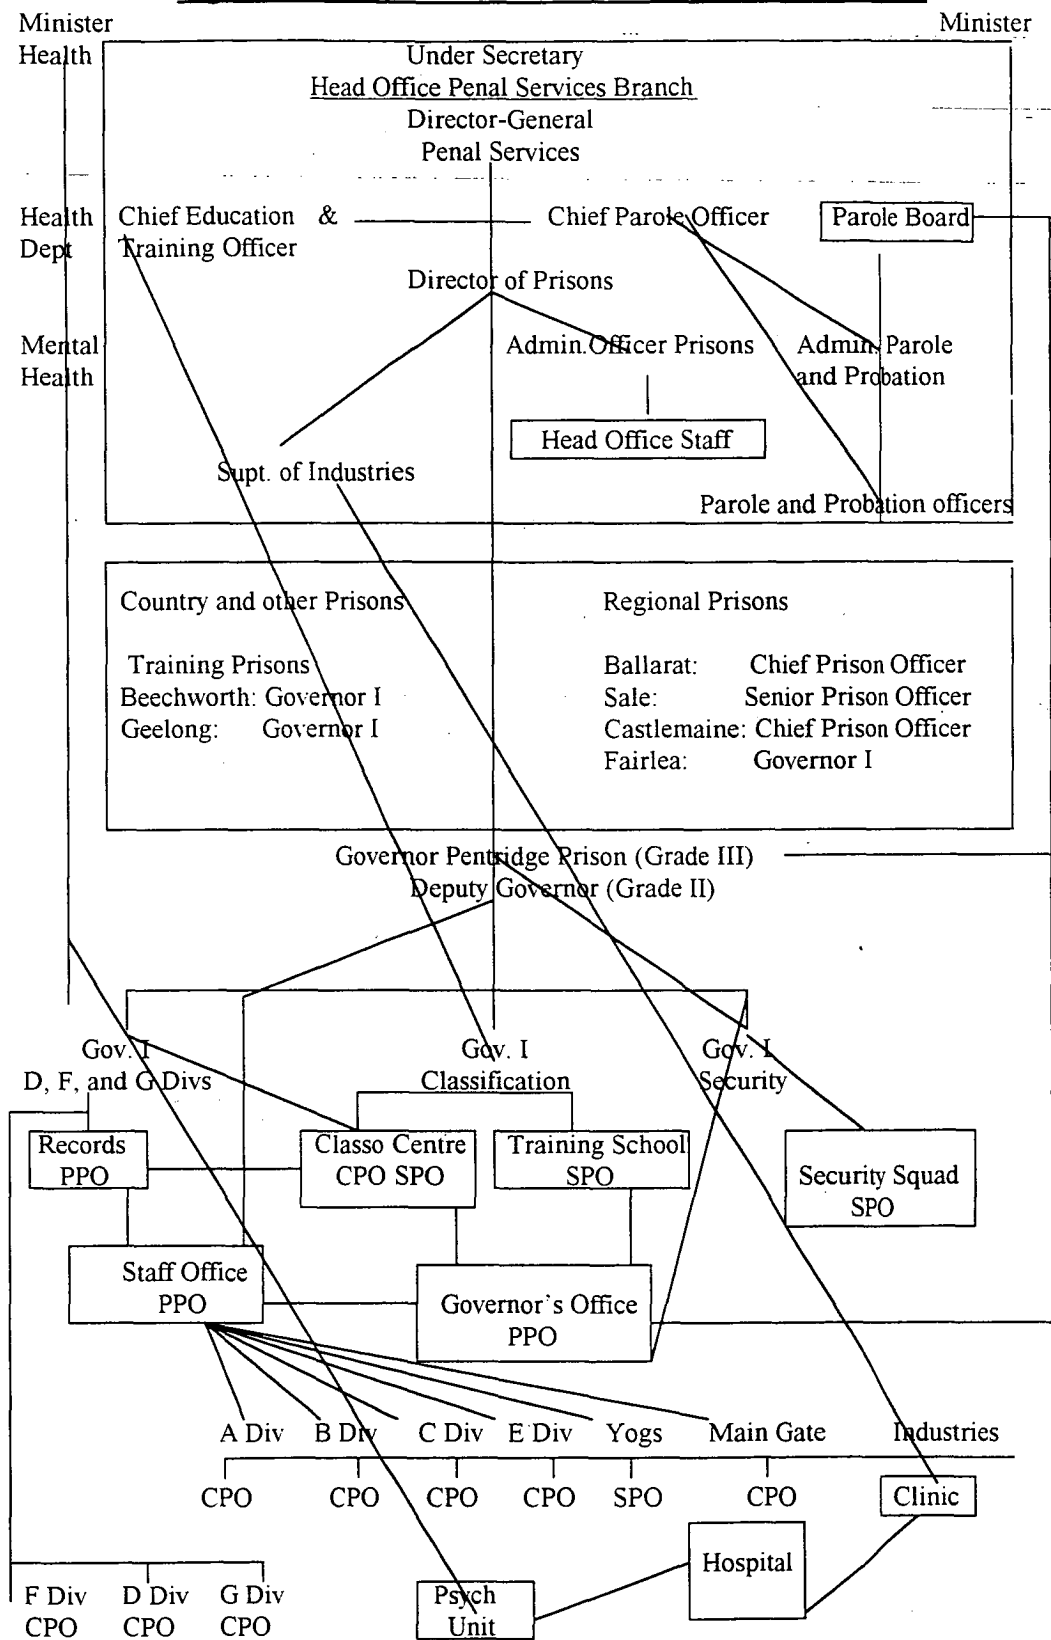 Minister Minister
Health Under Secretary
Head Office Penal Services Branch
Director-General
Penal Services
Health Chief Education & Chief Parole Officer Parole Board
Dept Training Officer
Director of Prisons
Mental Admin.Officer Prisons Admin. Parole
Health and Probation
Head Office Staff
Supt. of Industries
Parole and Probation officers
Country and other Prisons Regional Prisons
Training Prisons Ballarat: Chief Prison Officer
Beechworth: Governor I Sale: Senior Prison Officer
Geelong: Governor I Castlemaine: Chief Prison Officer
Fairlea: Governor I
Governor Pentridge Prison (Grade III)
Deputy Governor (Grade II)
Gov. I Gov. I Gov. I
D, F, and G Divs Classification Security
Records Classo Centre Training School
PPO CPO SPO SPO Security Squad
SPO
Staff Office
PPO Governor's Office
PPO
A Div B Div C Div E Div Yogs Main Gate Industries
CPO CPO CPO CPO SPO CPO Clinic
Hospital
F Div D Div G Div Psych
CPO CPO CPO Unit